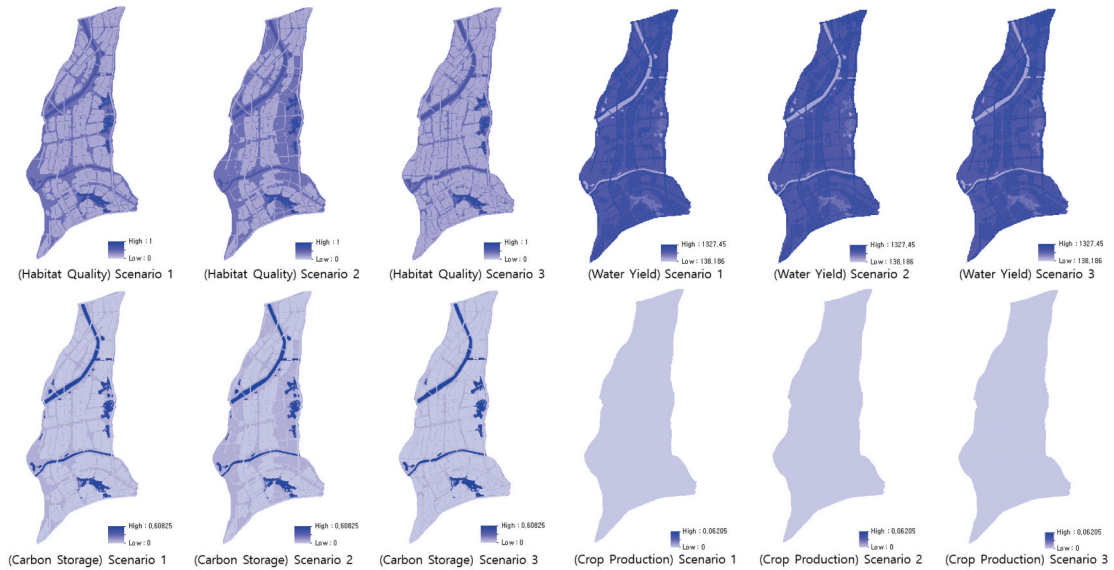 High : 1
Low : 0
(Habitat Quality) Scenario 1
High : 1
Low : 0
(Habitat Quality) Scenario 2
High : 1
Low : 0
(Habitat Quality) Scenario 3
High : 1327,45
Low : 138,186
(Water Yield) Scenario 1
High : 1327,45
Low : 138,186
(Water Yield) Scenario 2
High : 1327,45
Low : 138,186
(Water Yield) Scenario 3
High : 0,60825
Low : 0
(Carbon Storage) Scenario 1
High : 0,60825
Low : 0
(Carbon Storage) Scenario 2
High : 0,60825
Low : 0
(Carbon Storage) Scenario 3
High : 0,06205
Low : 0
(Crop Production) Scenario 1
High : 0,06205
Low : 0
(Crop Production) Scenario 2
High : 0,06205
Low : 0
(Crop Production) Scenario 3